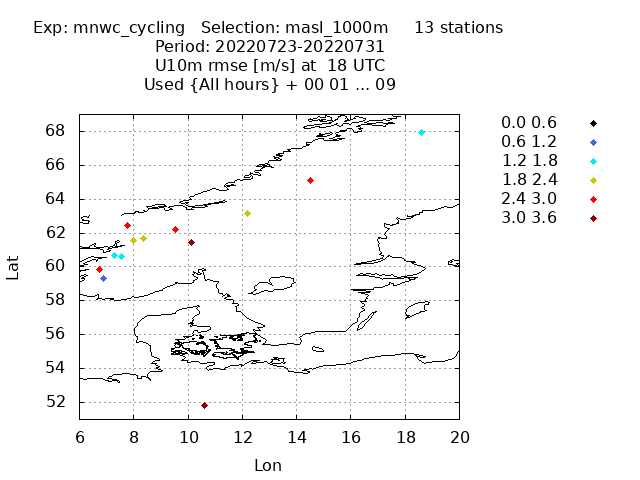 Exp: mnwc_cycling   Selection: masl_1000m     13 stations
Period: 20220723-20220731
U10m rmse [m/s] at  18 UTC
Used {All hours} + 00 01 ... 09
0.0 0.6
0.6 1.2
1.2 1.8
1.8 2.4
2.4 3.0
3.0 3.6
68
66
64
62
60
58
56
54
52
Lat
6 8 10 12 14 16 18 20
Lon